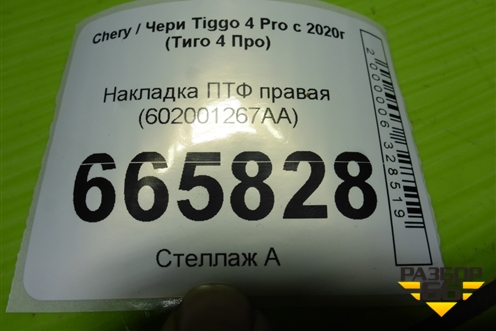 Chery / Чери Tiggo 4 Pro с 2020г
(Тиго 4 Про)
Накладка ПТФ правая
(602001267AA)
665828
Стеллаж А
2000006328519
РАЗБОР